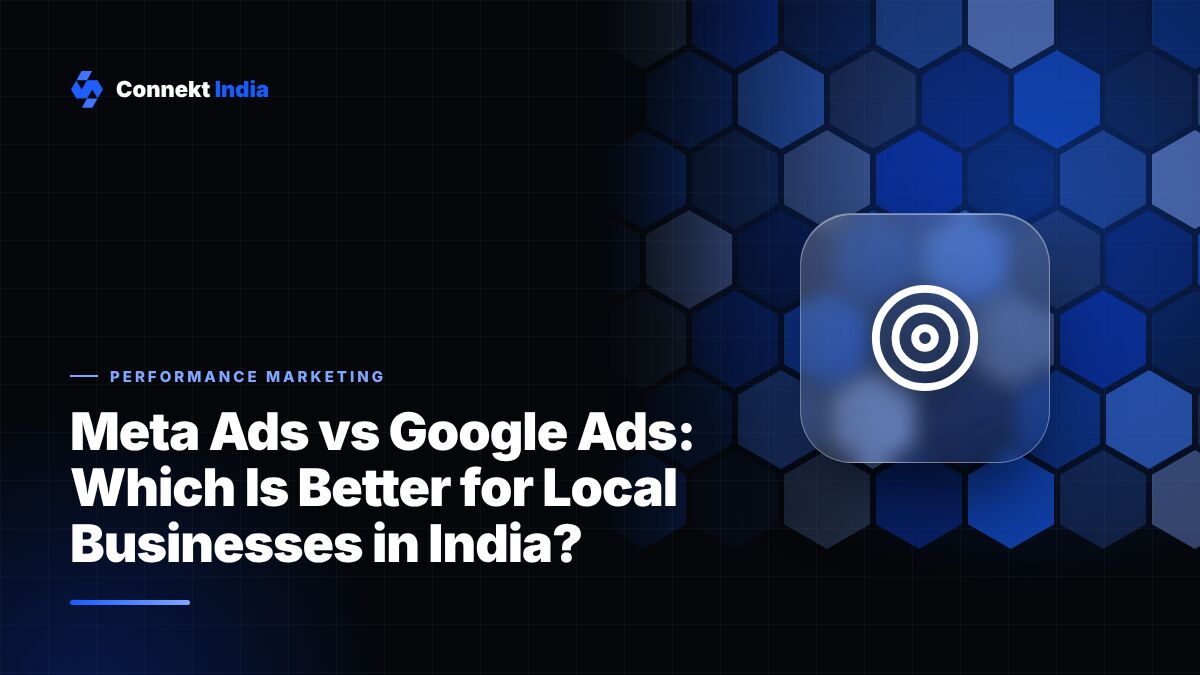 Connekt India
PERFORMANCE MARKETING
Meta Ads vs Google Ads:
Which Is Better for Local
Businesses in India?